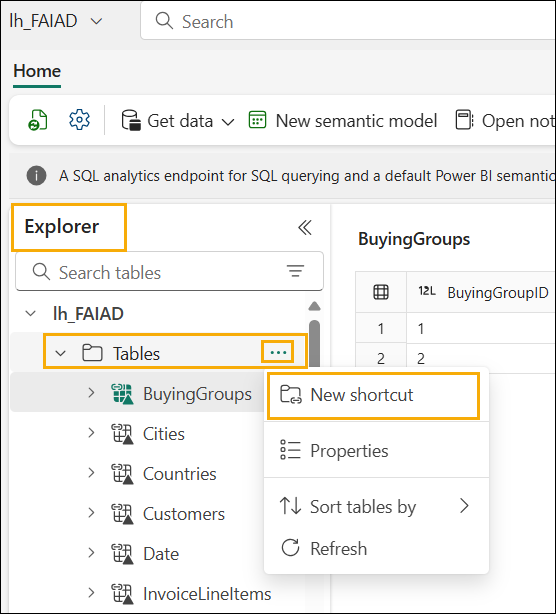 lh_FAIAD
Search
Home
Get data
New semantic model
Open not
A SQL analytics endpoint for SQL querying and a default Power BI semantic
Explorer
BuyingGroups
Search tables
12L BuyingGroupID
lh_FAIAD
1 1
Tables ...
2 2
BuyingGroups
New shortcut
Cities
Properties
Countries
Customers
Sort tables by
Date
Refresh
InvoiceLineItems